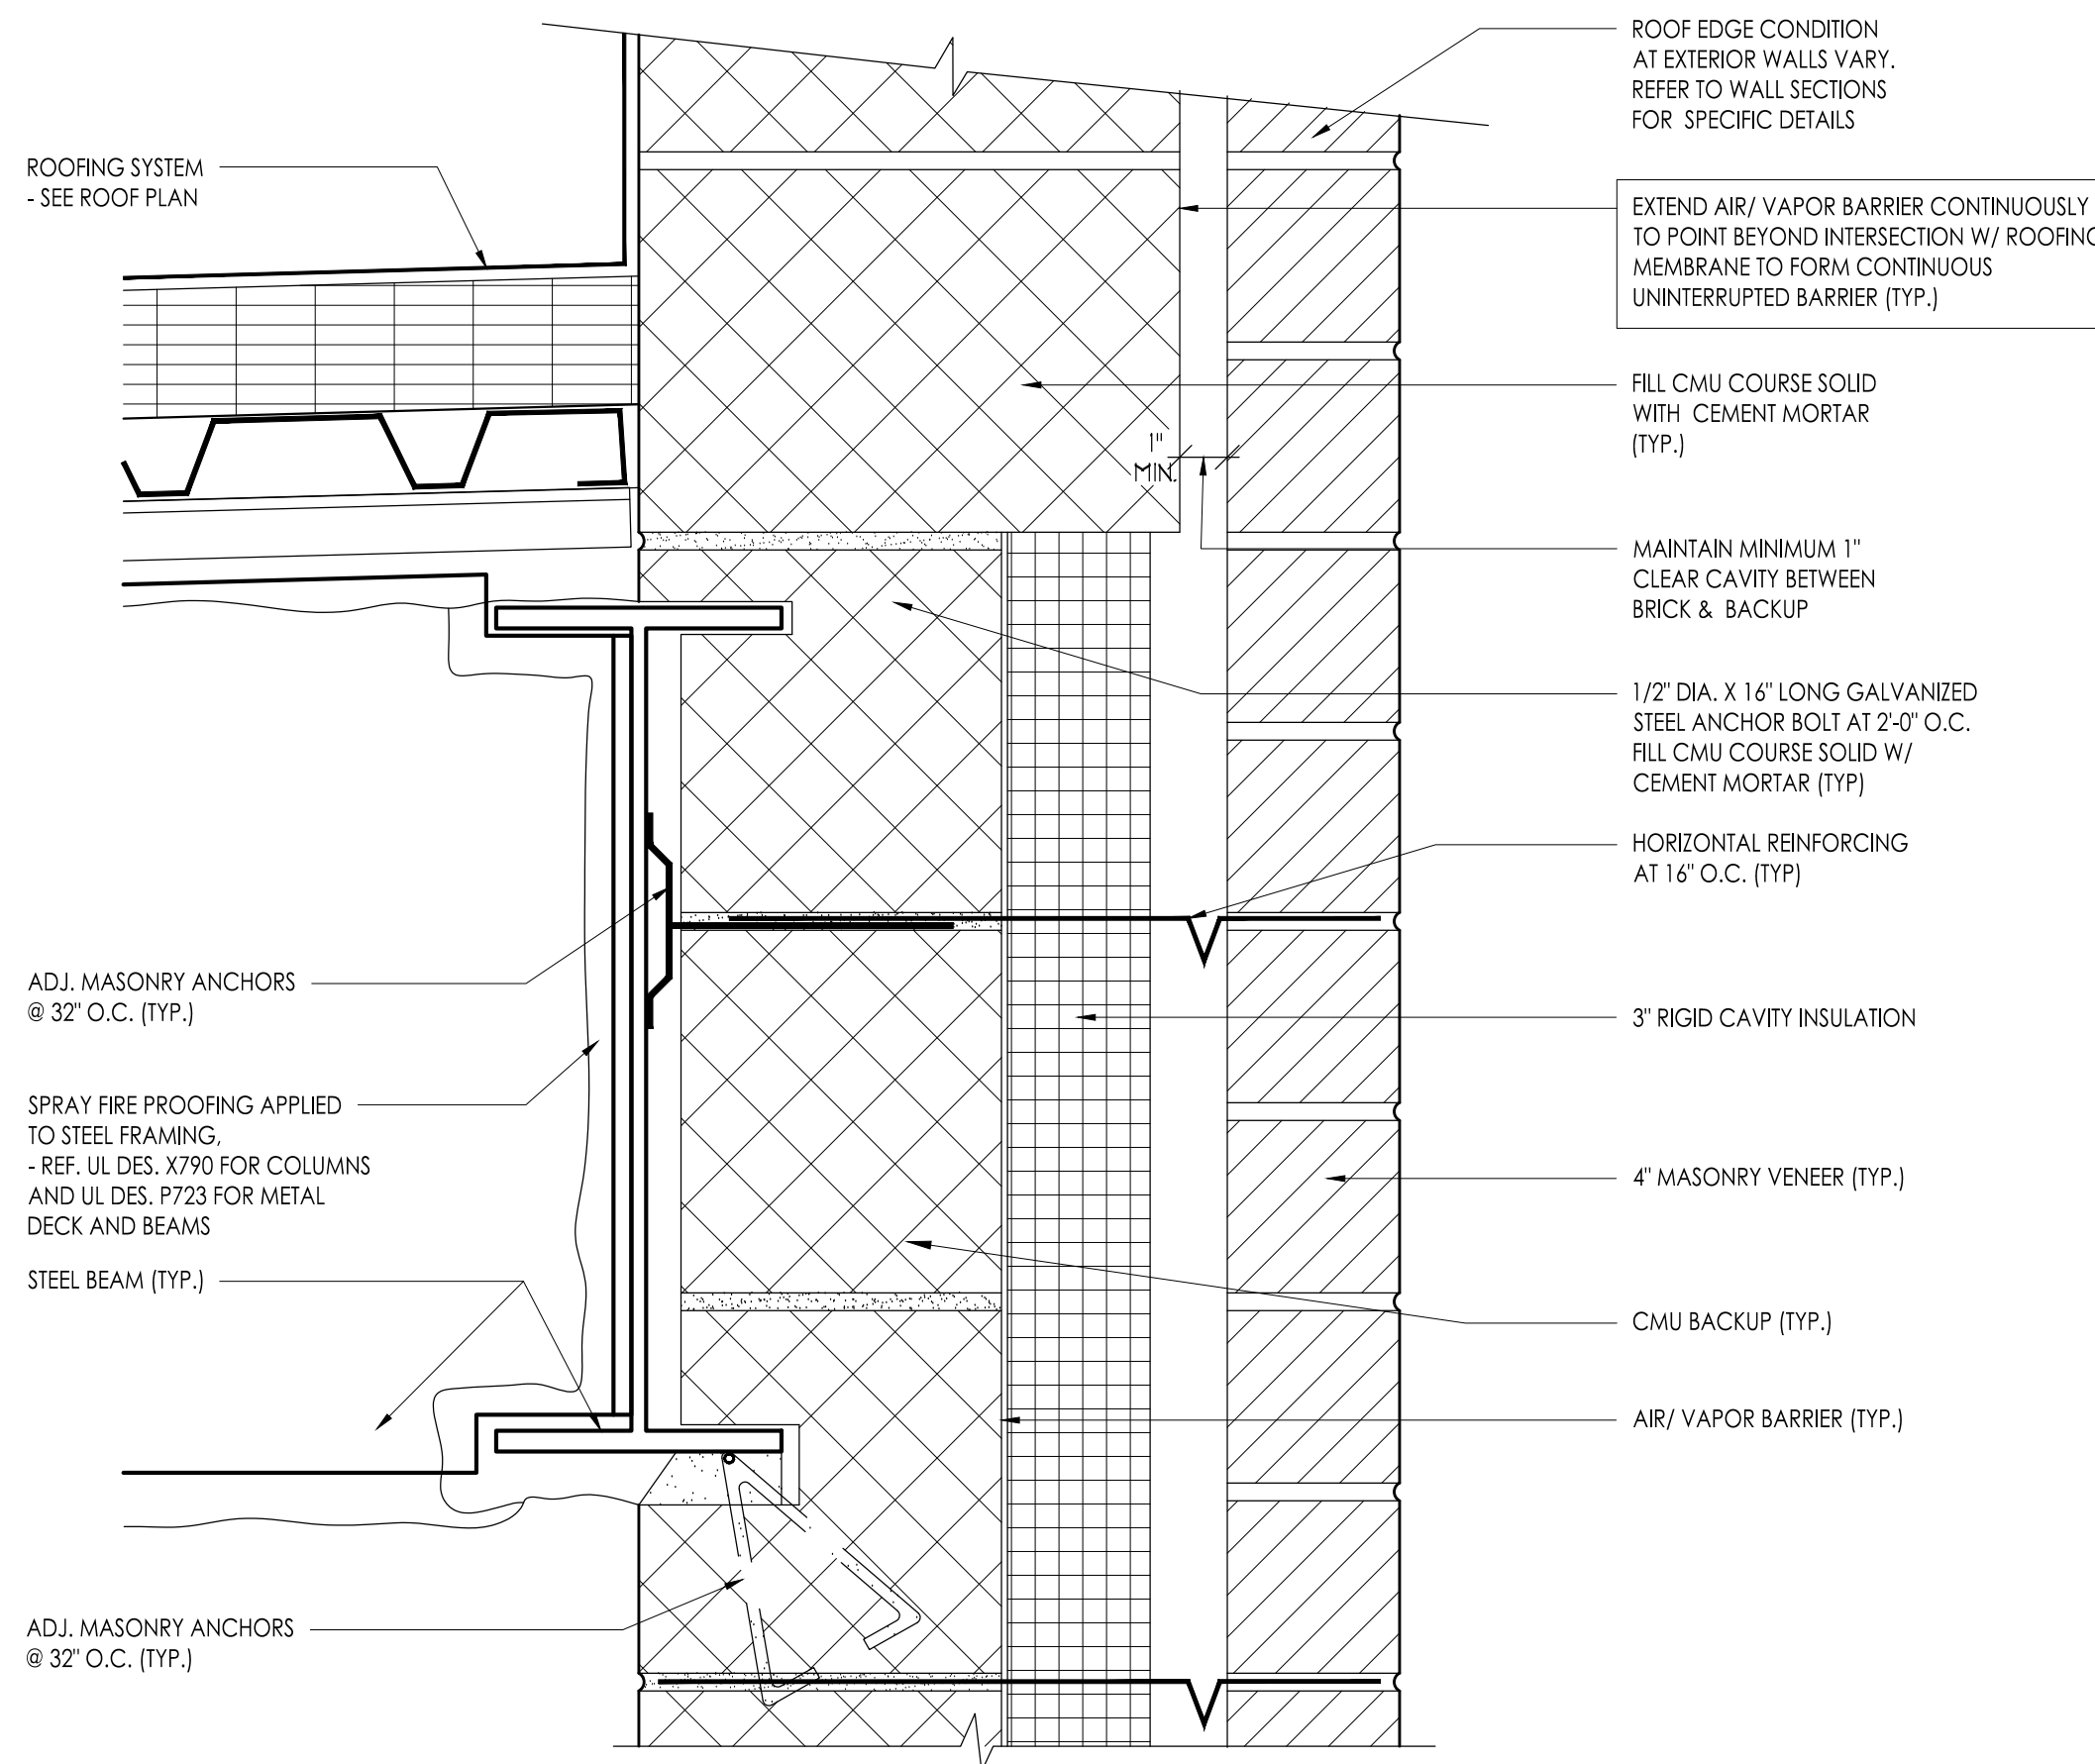 ROOF EDGE CONDITION
AT EXTERIOR WALLS VARY.
REFER TO WALL SECTIONS
FOR SPECIFIC DETAILS
ROOFING SYSTEM
- SEE ROOF PLAN
EXTEND AIR/ VAPOR BARRIER CONTINUOUSLY
TO POINT BEYOND INTERSECTION W/ ROOFING
MEMBRANE TO FORM CONTINUOUS
UNINTERRUPTED BARRIER (TYP.)
FILL CMU COURSE SOLID
WITH CEMENT MORTAR
(TYP.)
1"
MIN.
MAINTAIN MINIMUM 1"
CLEAR CAVITY BETWEEN
BRICK & BACKUP
1/2" DIA. X 16" LONG GALVANIZED
STEEL ANCHOR BOLT AT 2'-0" O.C.
FILL CMU COURSE SOLID W/
CEMENT MORTAR (TYP)
HORIZONTAL REINFORCING
AT 16" O.C. (TYP)
ADJ. MASONRY ANCHORS
@ 32" O.C. (TYP.)
3" RIGID CAVITY INSULATION
SPRAY FIRE PROOFING APPLIED
TO STEEL FRAMING,
- REF. UL DES. X790 FOR COLUMNS
AND UL DES. P723 FOR METAL
DECK AND BEAMS
4" MASONRY VENEER (TYP.)
STEEL BEAM (TYP.)
CMU BACKUP (TYP.)
AIR/ VAPOR BARRIER (TYP.)
ADJ. MASONRY ANCHORS
@ 32" O.C. (TYP.)